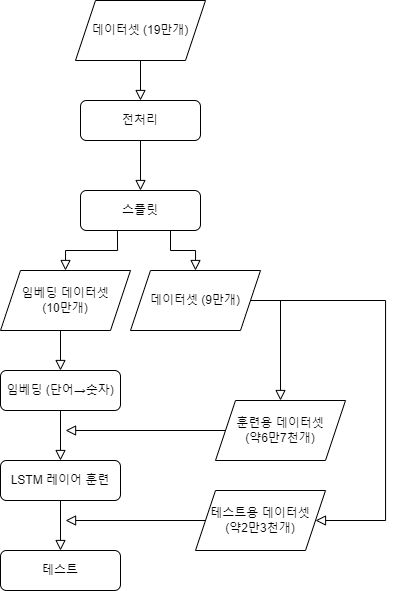 데이터셋 (19만개)
전처리
스플릿
임베딩 데이터셋
(10만개)
데이터셋 (9만개)
임베딩 (단어→숫자)
훈련용 데이터셋
(약6만7천개)
LSTM 레이어 훈련
테스트용 데이터셋
(약2만3천개)
테스트